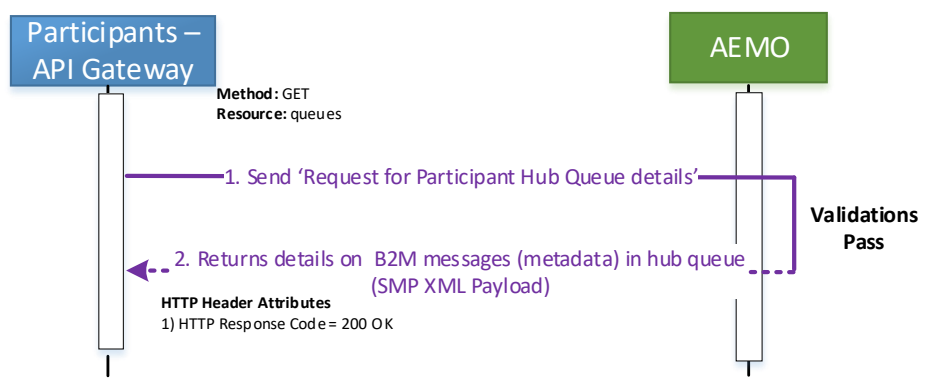 Participants –
API Gateway
AEMO
Method: GET
Resource: queues
1. Send ‘Request for Participant Hub Queue details’
Validations
Pass
2. Returns details on B2M messages (metadata) in hub queue
(SMP XML Payload)
HTTP Header Attributes
1) HTTP Response Code = 200 OK